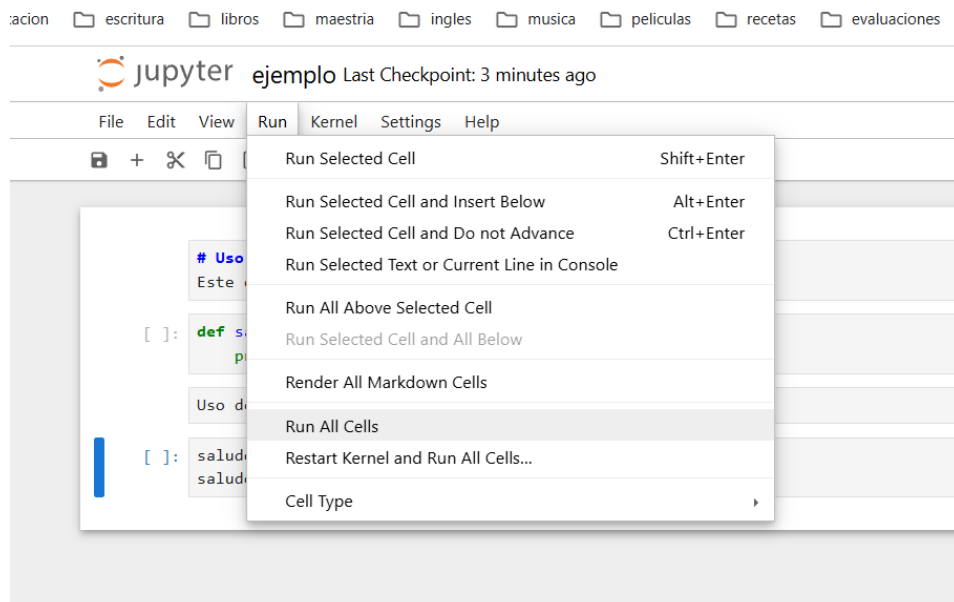 escritura libros maestria ingles musica peliculas recetas evaluaciones
jupyter ejemplo Last Checkpoint: 3 minutes ago
File Edit View Run Kernel Settings Help
Run Selected Cell Shift+Enter
Run Selected Cell and Insert Below Alt+Enter
Run Selected Cell and Do not Advance Ctrl+Enter
# Uso
Run Selected Text or Current Line in Console
Este
Run All Above Selected Cell
[ ]: def
Run Selected Cell and All Below
Render All Markdown Cells
Uso
Run All Cells
[ ]:
Restart Kernel and Run All Cells...
Cell Type